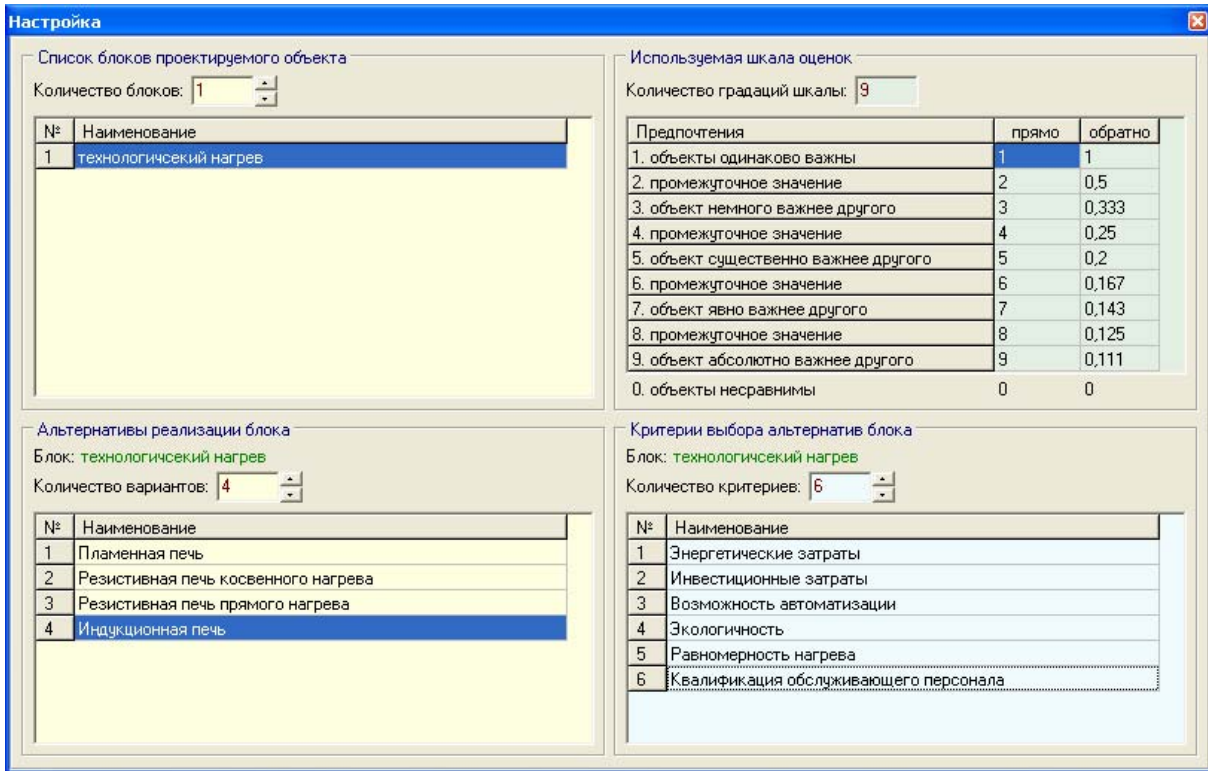 Настройка
Список блоков проектируемого объекта
Количество блоков: 1
№ Наименование
1 технологичсекий нагрев
Используемая шкала оценок
Количество градаций шкалы: 9
Предпочтения прямо обратно
1. объекты одинаково важны 1 1
2. промежуточное значение 2 0,5
3. объект немного важнее другого 3 0,333
4. промежуточное значение 4 0,25
5. объект существенно важнее другого 5 0,2
6. промежуточное значение 6 0,167
7. объект явно важнее другого 7 0,143
8. промежуточное значение 8 0,125
9. объект абсолютно важнее другого 9 0,111
0. объекты несравнимы 0 0
Альтернативы реализации блока
Блок: технологичсекий нагрев
Количество вариантов: 4
№ Наименование
1 Пламенная печь
2 Резистивная печь косвенного нагрева
3 Резистивная печь прямого нагрева
4 Индукционная печь
Критерии выбора альтернатив блока
Блок: технологичсекий нагрев
Количество критериев: 6
№ Наименование
1 Энергетические затраты
2 Инвестиционные затраты
3 Возможность автоматизации
4 Экологичность
5 Равномерность нагрева
6 Квалификация обслуживающего персонала